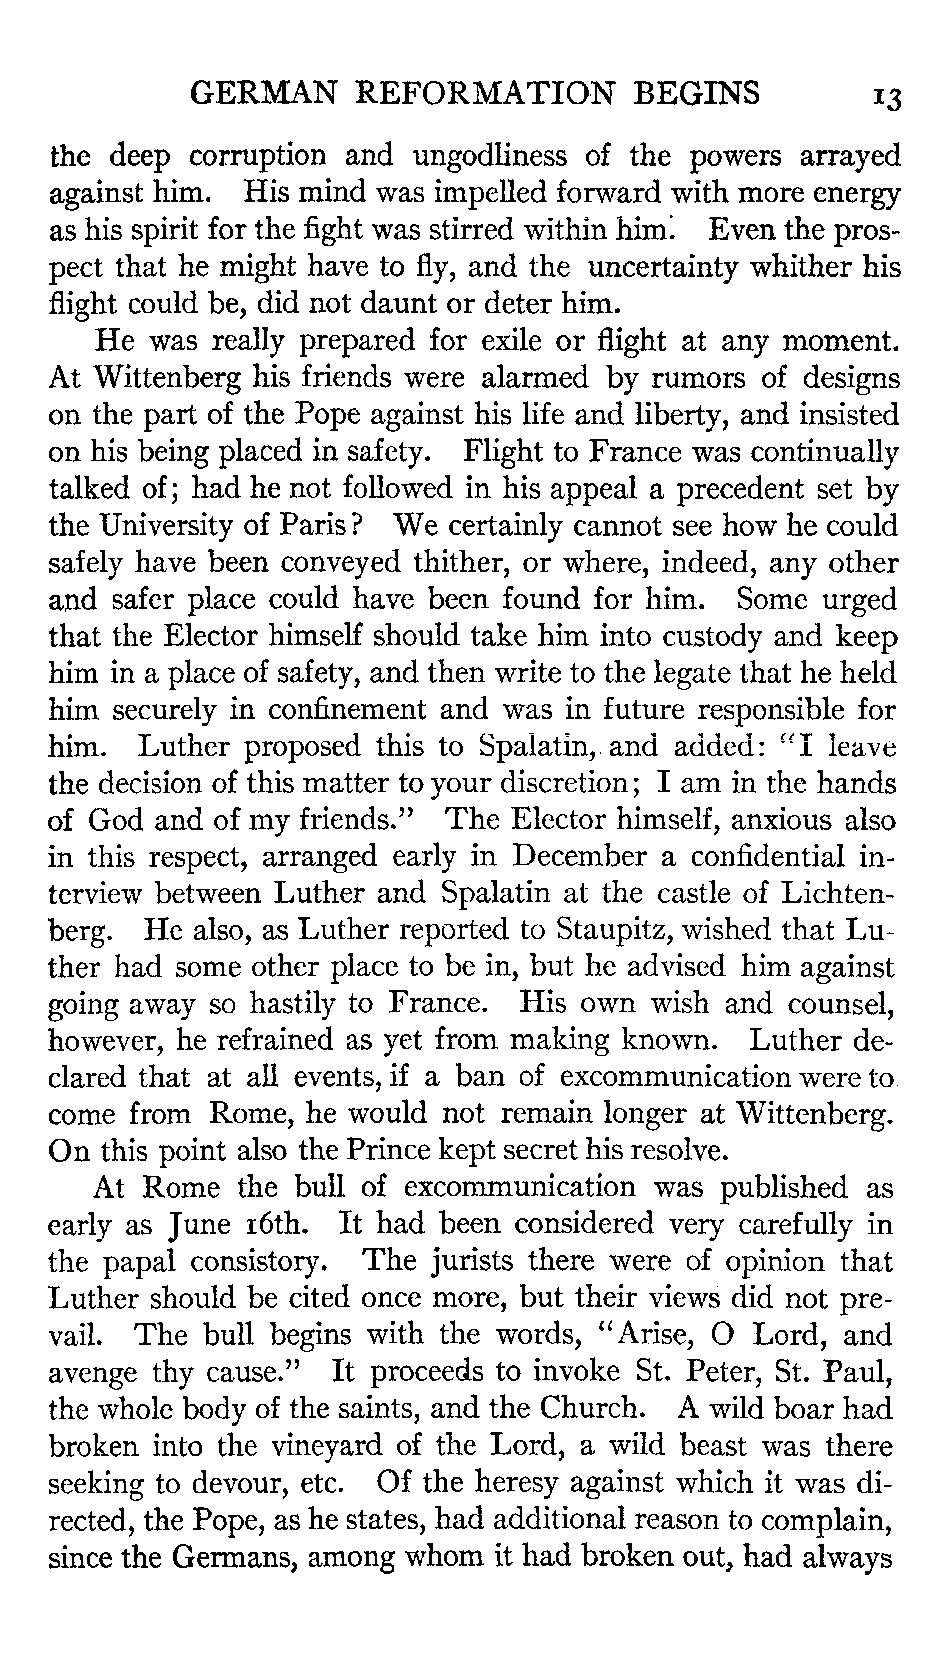 GERMAN REFORMATION BEGINS 13
the deep corruption and ungodliness of the powers arrayed
against him. His mind was impelled forward with more energy
as his spirit for the fight was stirred within him. Even the pros-
pect that he might have to fly, and the uncertainty whither his
flight could be, did not daunt or deter him.
He was really prepared for exile or flight at any moment.
At Wittenberg his friends were alarmed by rumors of designs
on the part of the Pope against his life and liberty, and insisted
on his being placed in safety. Flight to France was continually
talked of; had he not followed in his appeal a precedent set by
the University of Paris? We certainly cannot see how he could
safely have been conveyed thither, or where, indeed, any other
and safer place could have been found for him. Some urged
that the Elector himself should take him into custody and keep
him in a place of safety, and then write to the legate that he held
him securely in confinement and was in future responsible for
him. Luther proposed this to Spalatin, and added: "I leave
the decision of this matter to your discretion; I am in the hands
of God and of my friends." The Elector himself, anxious also
in this respect, arranged early in December a confidential in-
terview between Luther and Spalatin at the castle of Lichten-
berg. He also, as Luther reported to Staupitz, wished that Lu-
ther had some other place to be in, but he advised him against
going away so hastily to France. His own wish and counsel,
however, he refrained as yet from making known. Luther de-
clared that at all events, if a ban of excommunication were to
come from Rome, he would not remain longer at Wittenberg.
On this point also the Prince kept secret his resolve.
At Rome the bull of excommunication was published as
early as June 16th. It had been considered very carefully in
the papal consistory. The jurists there were of opinion that
Luther should be cited once more, but their views did not pre-
vail. The bull begins with the words, "Arise, O Lord, and
avenge thy cause." It proceeds to invoke St. Peter, St. Paul,
the whole body of the saints, and the Church. A wild boar had
broken into the vineyard of the Lord, a wild beast was there
seeking to devour, etc. Of the heresy against which it was di-
rected, the Pope, as he states, had additional reason to complain,
since the Germans, among whom it had broken out, had always